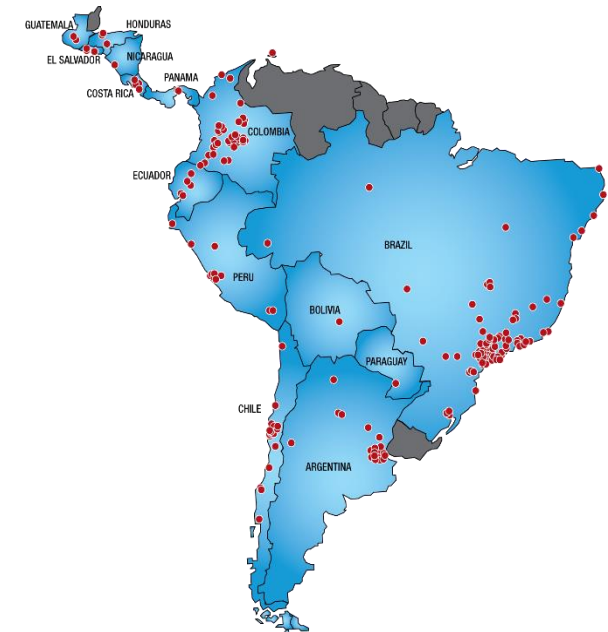 GUATEMALA
HONDURAS
EL SALVADOR
NICARAGUA
COSTA RICA
PANAMA
COLOMBIA
ECUADOR
BRAZIL
PERU
BOLIVIA
PARAGUAY
CHILE
ARGENTINA